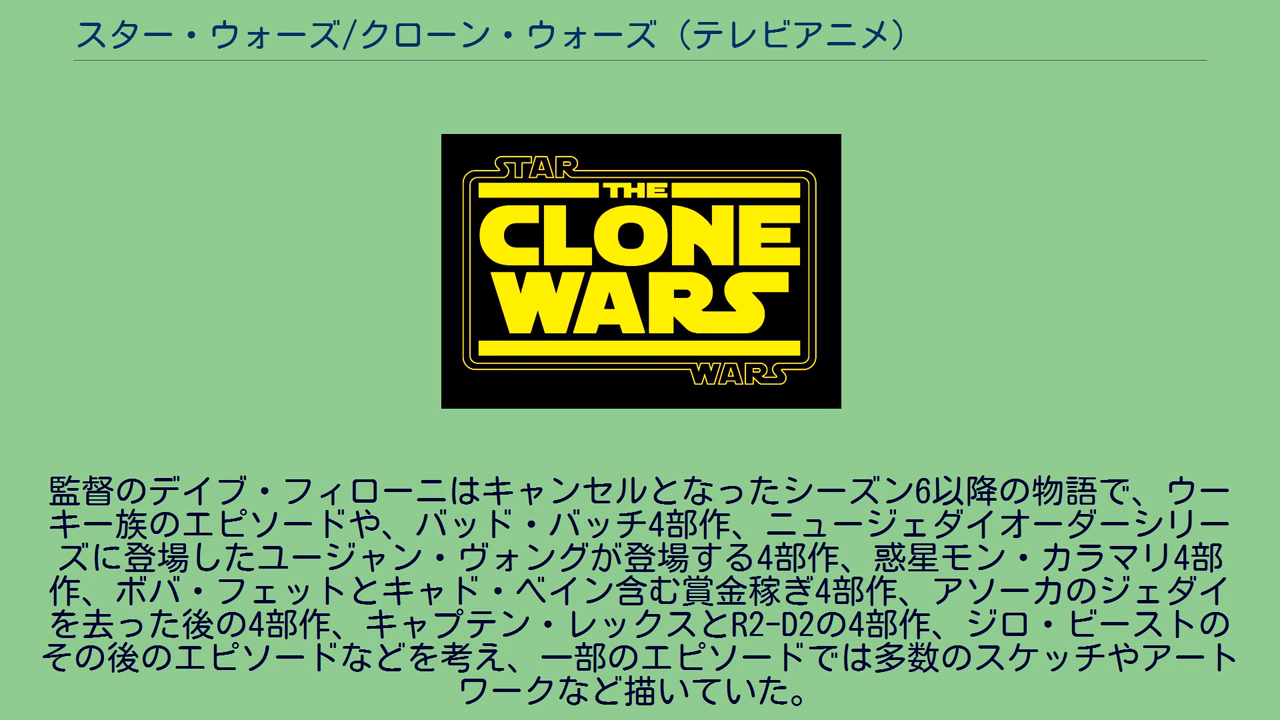 スター・ウォーズ/クローン・ウォーズ（テレビアニメ）
STAR
THE
CLONE
WARS
WARS
監督のデイブ・フィローニはキャンセルとなったシーズン6以降の物語で、ウー
キー族のエピソードや、バッド・バッチ4部作、ニュージェダイオーダーシリー
ズに登場したユージャン・ヴォングが登場する4部作、惑星モン・カラマリ4部
作、ボバ・フェットとキャド・ベイン含む賞金稼ぎ4部作、アソーカのジェダイ
を去った後の4部作、キャプテン・レックスとR2-D2の4部作、ジロ・ビーストの
その後のエピソードなどを考え、一部のエピソードでは多数のスケッチやアート
ワークなど描いていた。